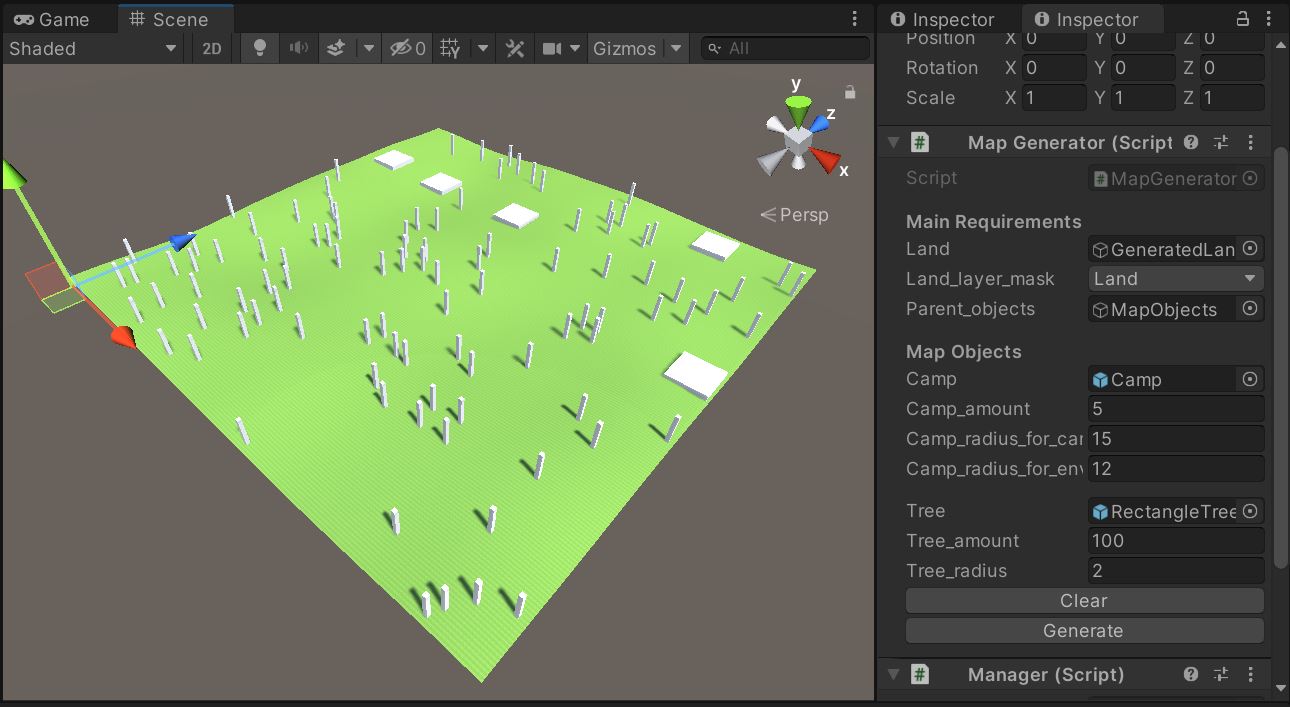 Game Scene
Shaded 2D 0 Gizmos All
y
z
x
Persp
Inspector Inspector
Position X 0 Y 0 Z 0
Rotation X 0 Y 0 Z 0
Scale X 1 Y 1 Z 1
# Map Generator (Script
Script # MapGenerator
Main Requirements
Land GeneratedLan
Land_layer_mask Land
Parent_objects MapObjects
Map Objects
Camp Camp
Camp_amount 5
Camp_radius_for_car 15
Camp_radius_for_env 12
Tree RectangleTree
Tree_amount 100
Tree_radius 2
Clear
Generate
# Manager (Script)